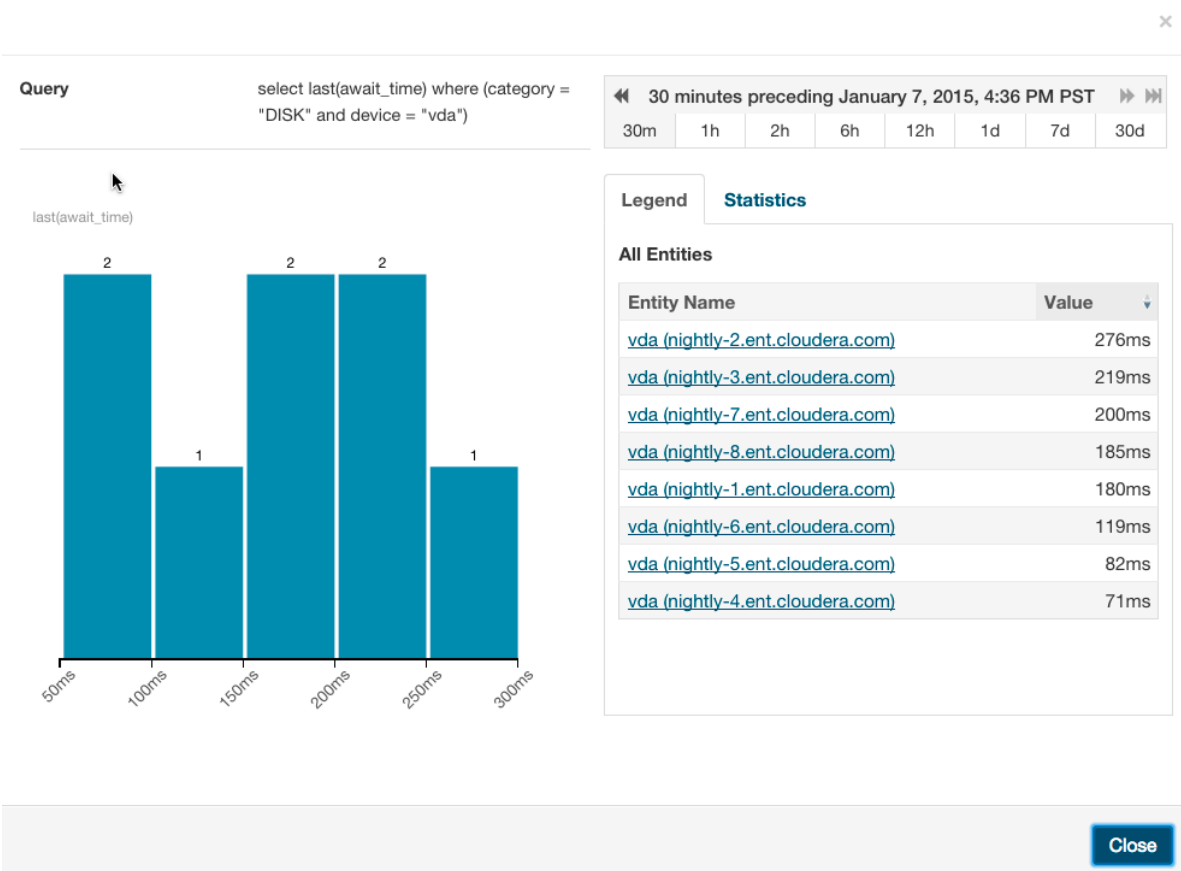 ×
Query
select last(await_time) where (category =
"DISK" and device = "vda")
30 minutes preceding January 7, 2015, 4:36 PM PST
30m 1h 2h 6h 12h 1d 7d 30d
last(await_time)
2
1
2
2
1
50ms
100ms
150ms
200ms
250ms
300ms
Legend Statistics
All Entities
Entity Name Value
vda (nightly-2.ent.cloudera.com) 276ms
vda (nightly-3.ent.cloudera.com) 219ms
vda (nightly-7.ent.cloudera.com) 200ms
vda (nightly-8.ent.cloudera.com) 185ms
vda (nightly-1.ent.cloudera.com) 180ms
vda (nightly-6.ent.cloudera.com) 119ms
vda (nightly-5.ent.cloudera.com) 82ms
vda (nightly-4.ent.cloudera.com) 71ms
Close